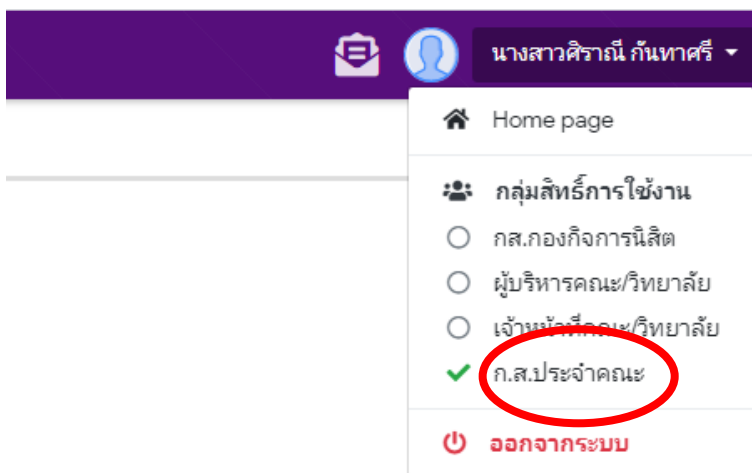 นางสาวศิราณี กันทาศรี
Home page
กลุ่มสิทธิ์การใช้งาน
กส.กองกิจการนิสิต
ผู้บริหารคณะ/วิทยาลัย
เจ้าหน้าที่คณะ/วิทยาลัย
ก.ส.ประจำคณะ
ออกจากระบบ